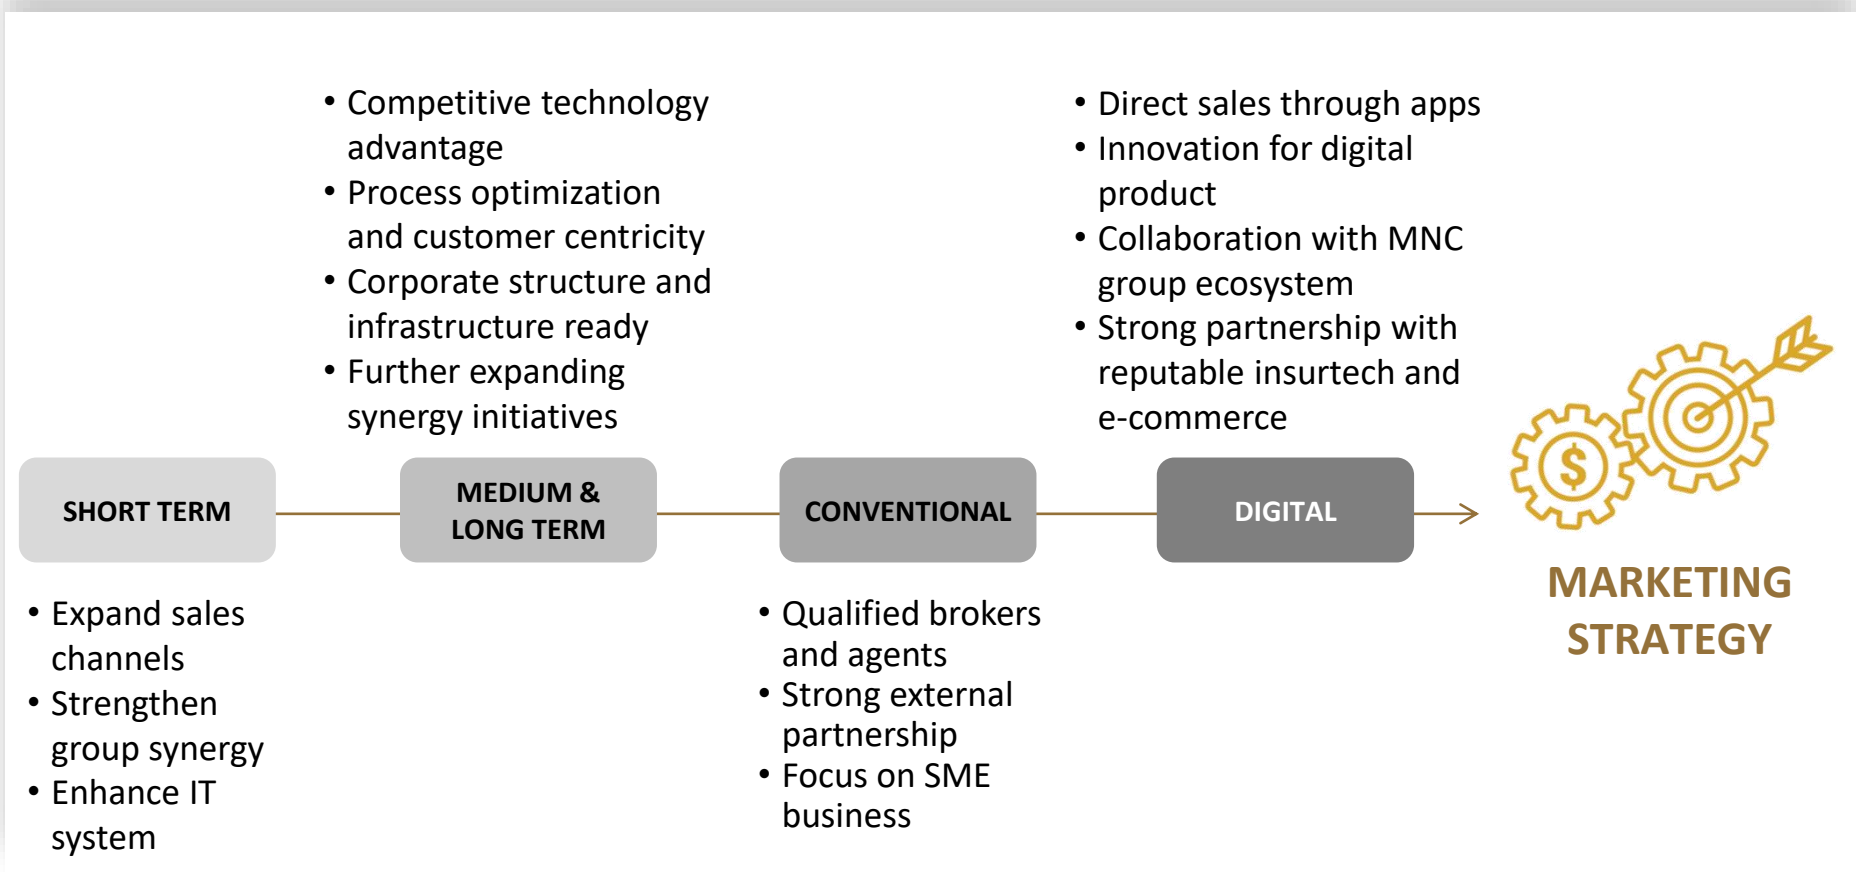 • Competitive technology
advantage
• Process optimization
and customer centricity
• Corporate structure and
infrastructure ready
• Further expanding
synergy initiatives
• Direct sales through apps
• Innovation for digital
product
• Collaboration with MNC
group ecosystem
• Strong partnership with
reputable insurtech and
e-commerce
SHORT TERM
MEDIUM &
LONG TERM
CONVENTIONAL
DIGITAL
$
MARKETING
STRATEGY
• Expand sales
channels
• Strengthen
group synergy
• Enhance IT
system
• Qualified brokers
and agents
• Strong external
partnership
• Focus on SME
business